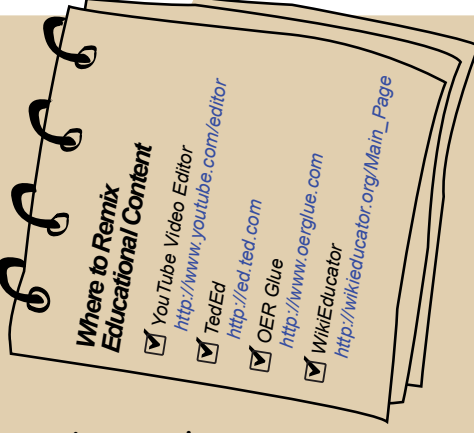 Where to Remix
Educational Content
YouTube Video Editor
http://www.youtube.com/editor
TedEd
http://ed.ted.com
OER Glue
http://www.oerglue.com
WikiEducator
http://wikieducator.org/Main_Page